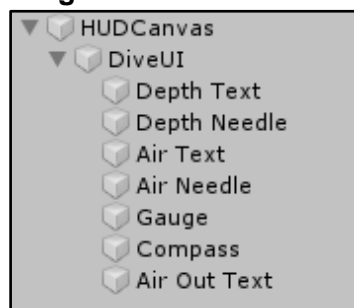 HUDCanvas
DiveUI
Depth Text
Depth Needle
Air Text
Air Needle
Gauge
Compass
Air Out Text